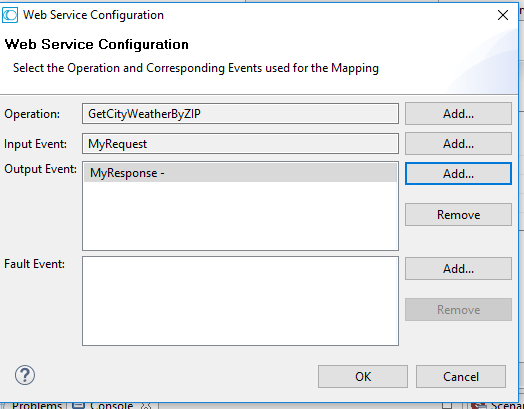 Web Service Configuration
Web Service Configuration
Select the Operation and Corresponding Events used for the Mapping
Operation: GetCityWeatherByZIP Add...
Input Event: MyRequest Add...
Output Event: MyResponse - Add...
Remove
Fault Event: Add...
Remove
? OK Cancel
Problems Console